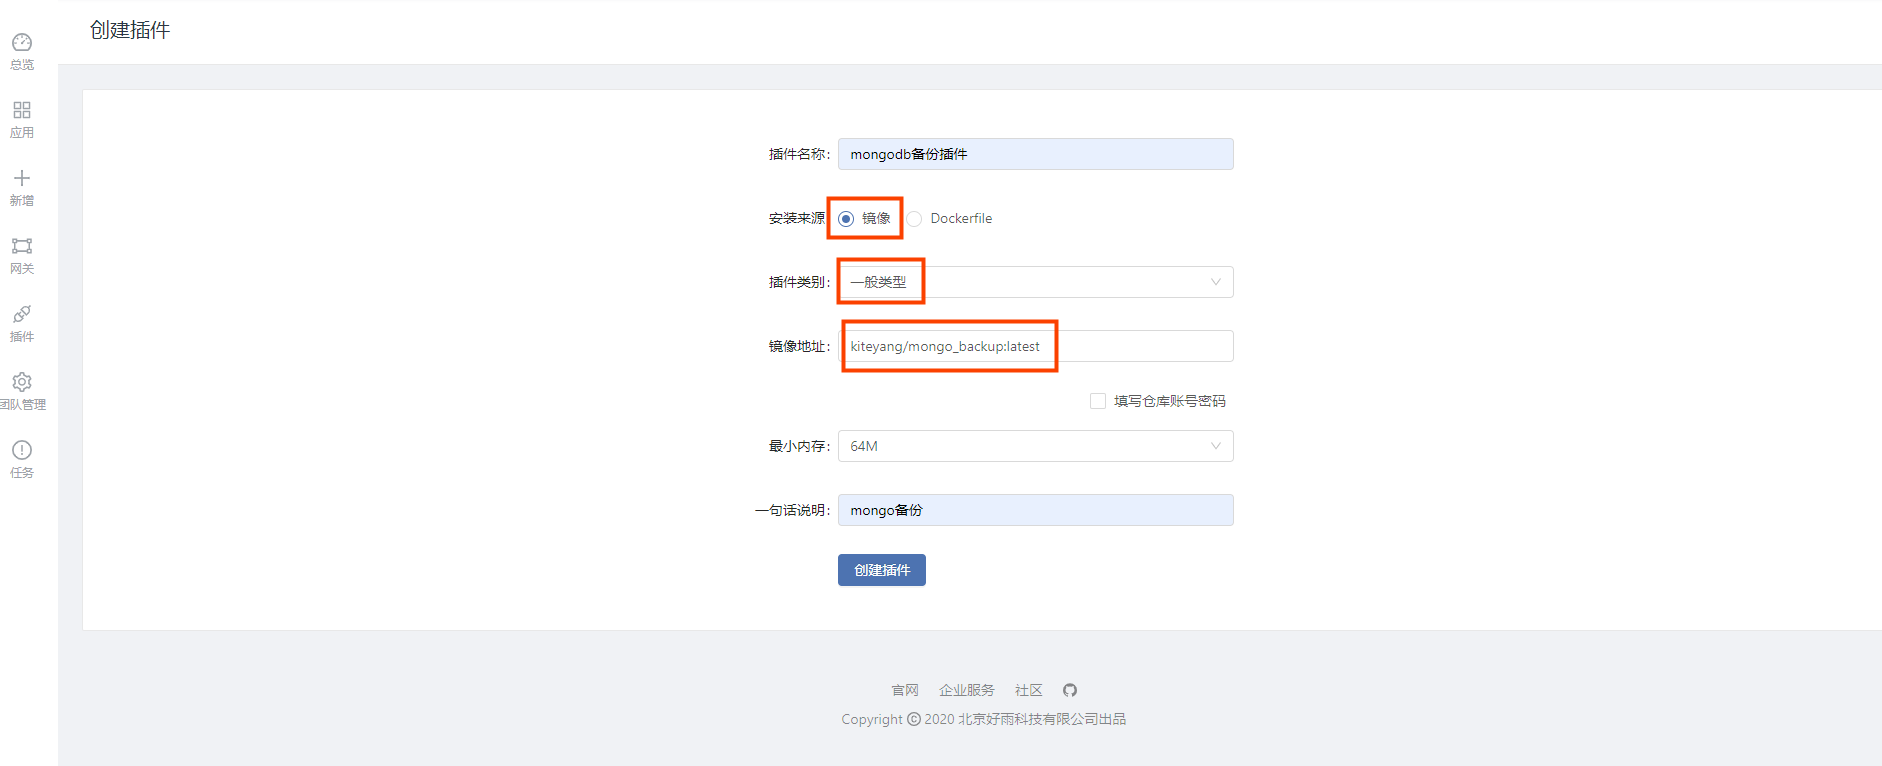 创建插件
总览
应用
新增
网关
插件
团队管理
任务
插件名称: mongodb备份插件
安装来源 镜像 Dockerfile
插件类别: 一般类型
镜像地址: kiteyang/mongo_backup:latest
填写仓库账号密码
最小内存: 64M
一句话说明: mongo备份
创建插件
官网 企业服务 社区
Copyright © 2020 北京好雨科技有限公司出品